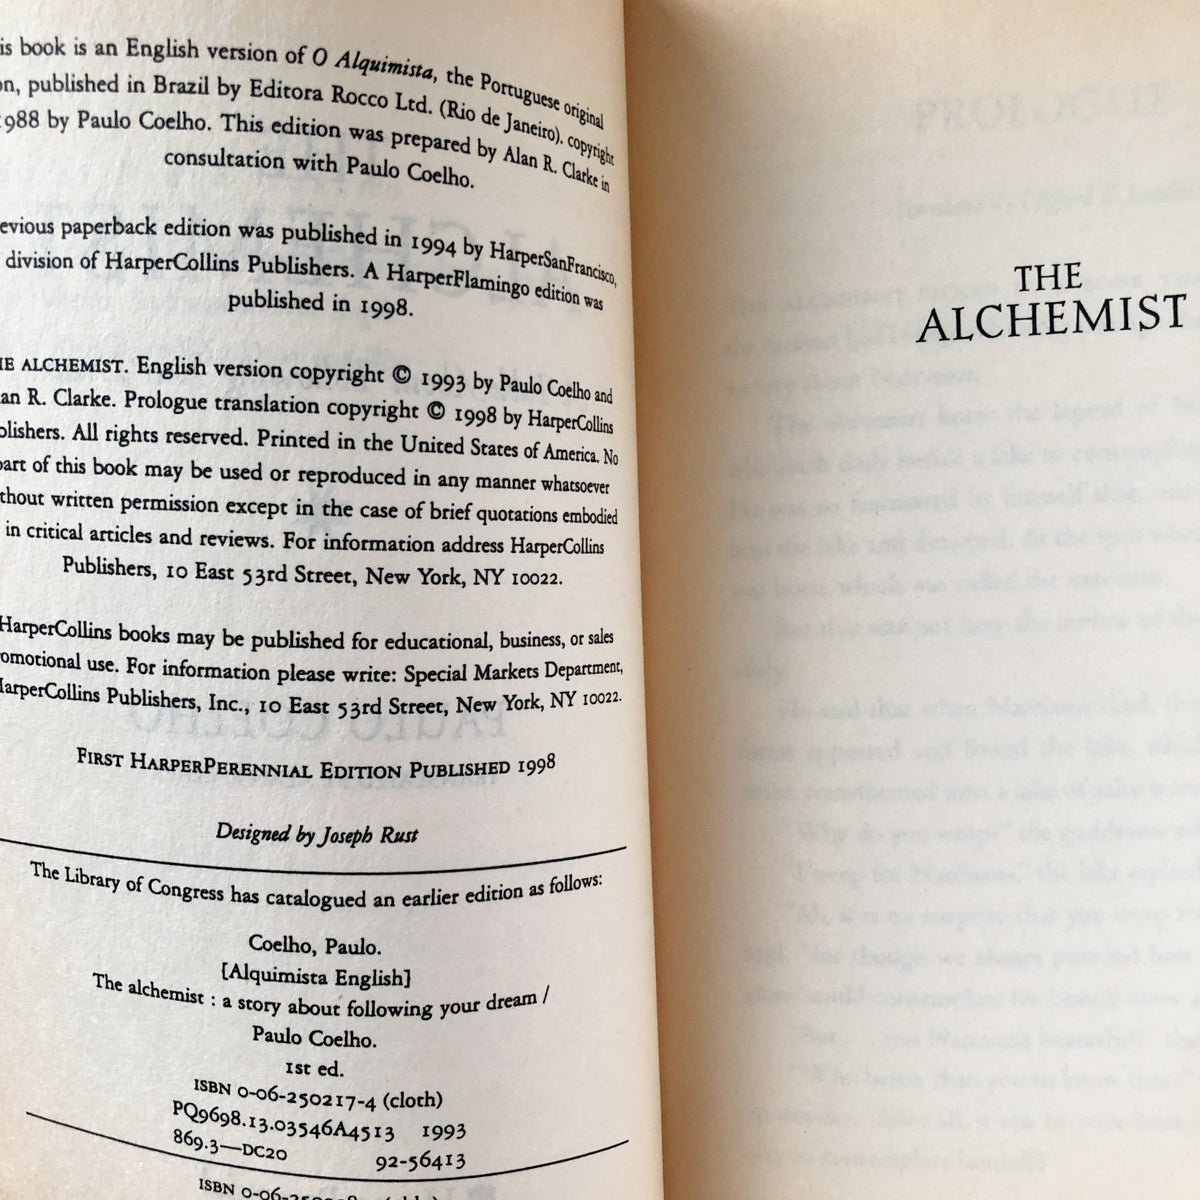 is book is an English version of O Alquimista, the Portuguese original
on, published in Brazil by Editora Rocco Ltd. (Rio de Janeiro), copyright
1988 by Paulo Coelho. This edition was prepared by Alan R. Clarke in
consultation with Paulo Coelho.
evious paperback edition was published in 1994 by HarperSanFrancisco,
division of HarperCollins Publishers. A HarperFlamingo edition was
published in 1998.
HE ALCHEMIST. English version copyright © 1993 by Paulo Coelho and
an R. Clarke. Prologue translation copyright © 1998 by HarperCollins
blishers. All rights reserved. Printed in the United States of America. No
part of this book may be used or reproduced in any manner whatsoever
thout written permission except in the case of brief quotations embodied
in critical articles and reviews. For information address HarperCollins
Publishers, 10 East 53rd Street, New York, NY 10022.
HarperCollins books may be published for educational, business, or sales
omotional use. For information please write: Special Markets Department,
HarperCollins Publishers, Inc., 10 East 53rd Street, New York, NY 10022.
FIRST HARPERPERENNIAL EDITION PUBLISHED 1998
Designed by Joseph Rust
The Library of Congress has catalogued an earlier edition as follows:
Coelho, Paulo.
[Alquimista English]
The alchemist : a story about following your dream /
Paulo Coelho.
1st ed.
ISBN 0-06-250217-4 (cloth)
PQ9698.13.03546A4513 1993
869.3—DC20 92-56413
ISBN
THE
ALCHEMIST